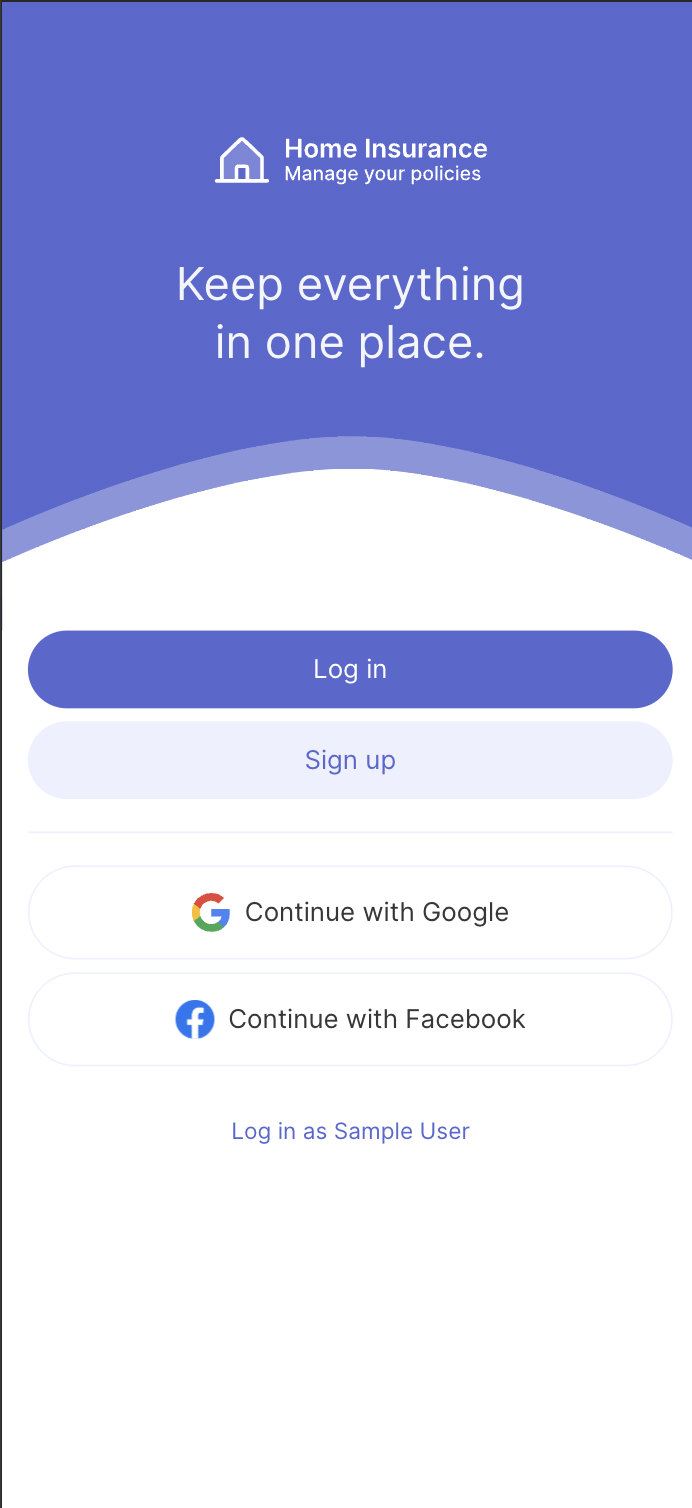 Home Insurance
Manage your policies
Keep everything
in one place.
Log in
Sign up
Continue with Google
Continue with Facebook
Log in as Sample User